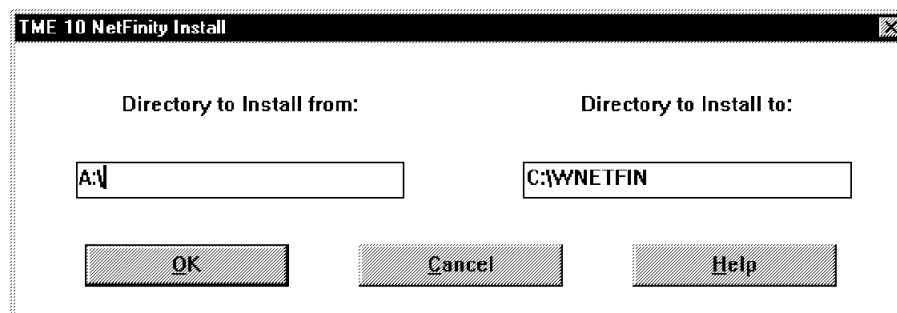 TME 10 NetFinity Install
Directory to Install from: Directory to Install to:
A:\ C:\WNETFIN
OK Cancel Help